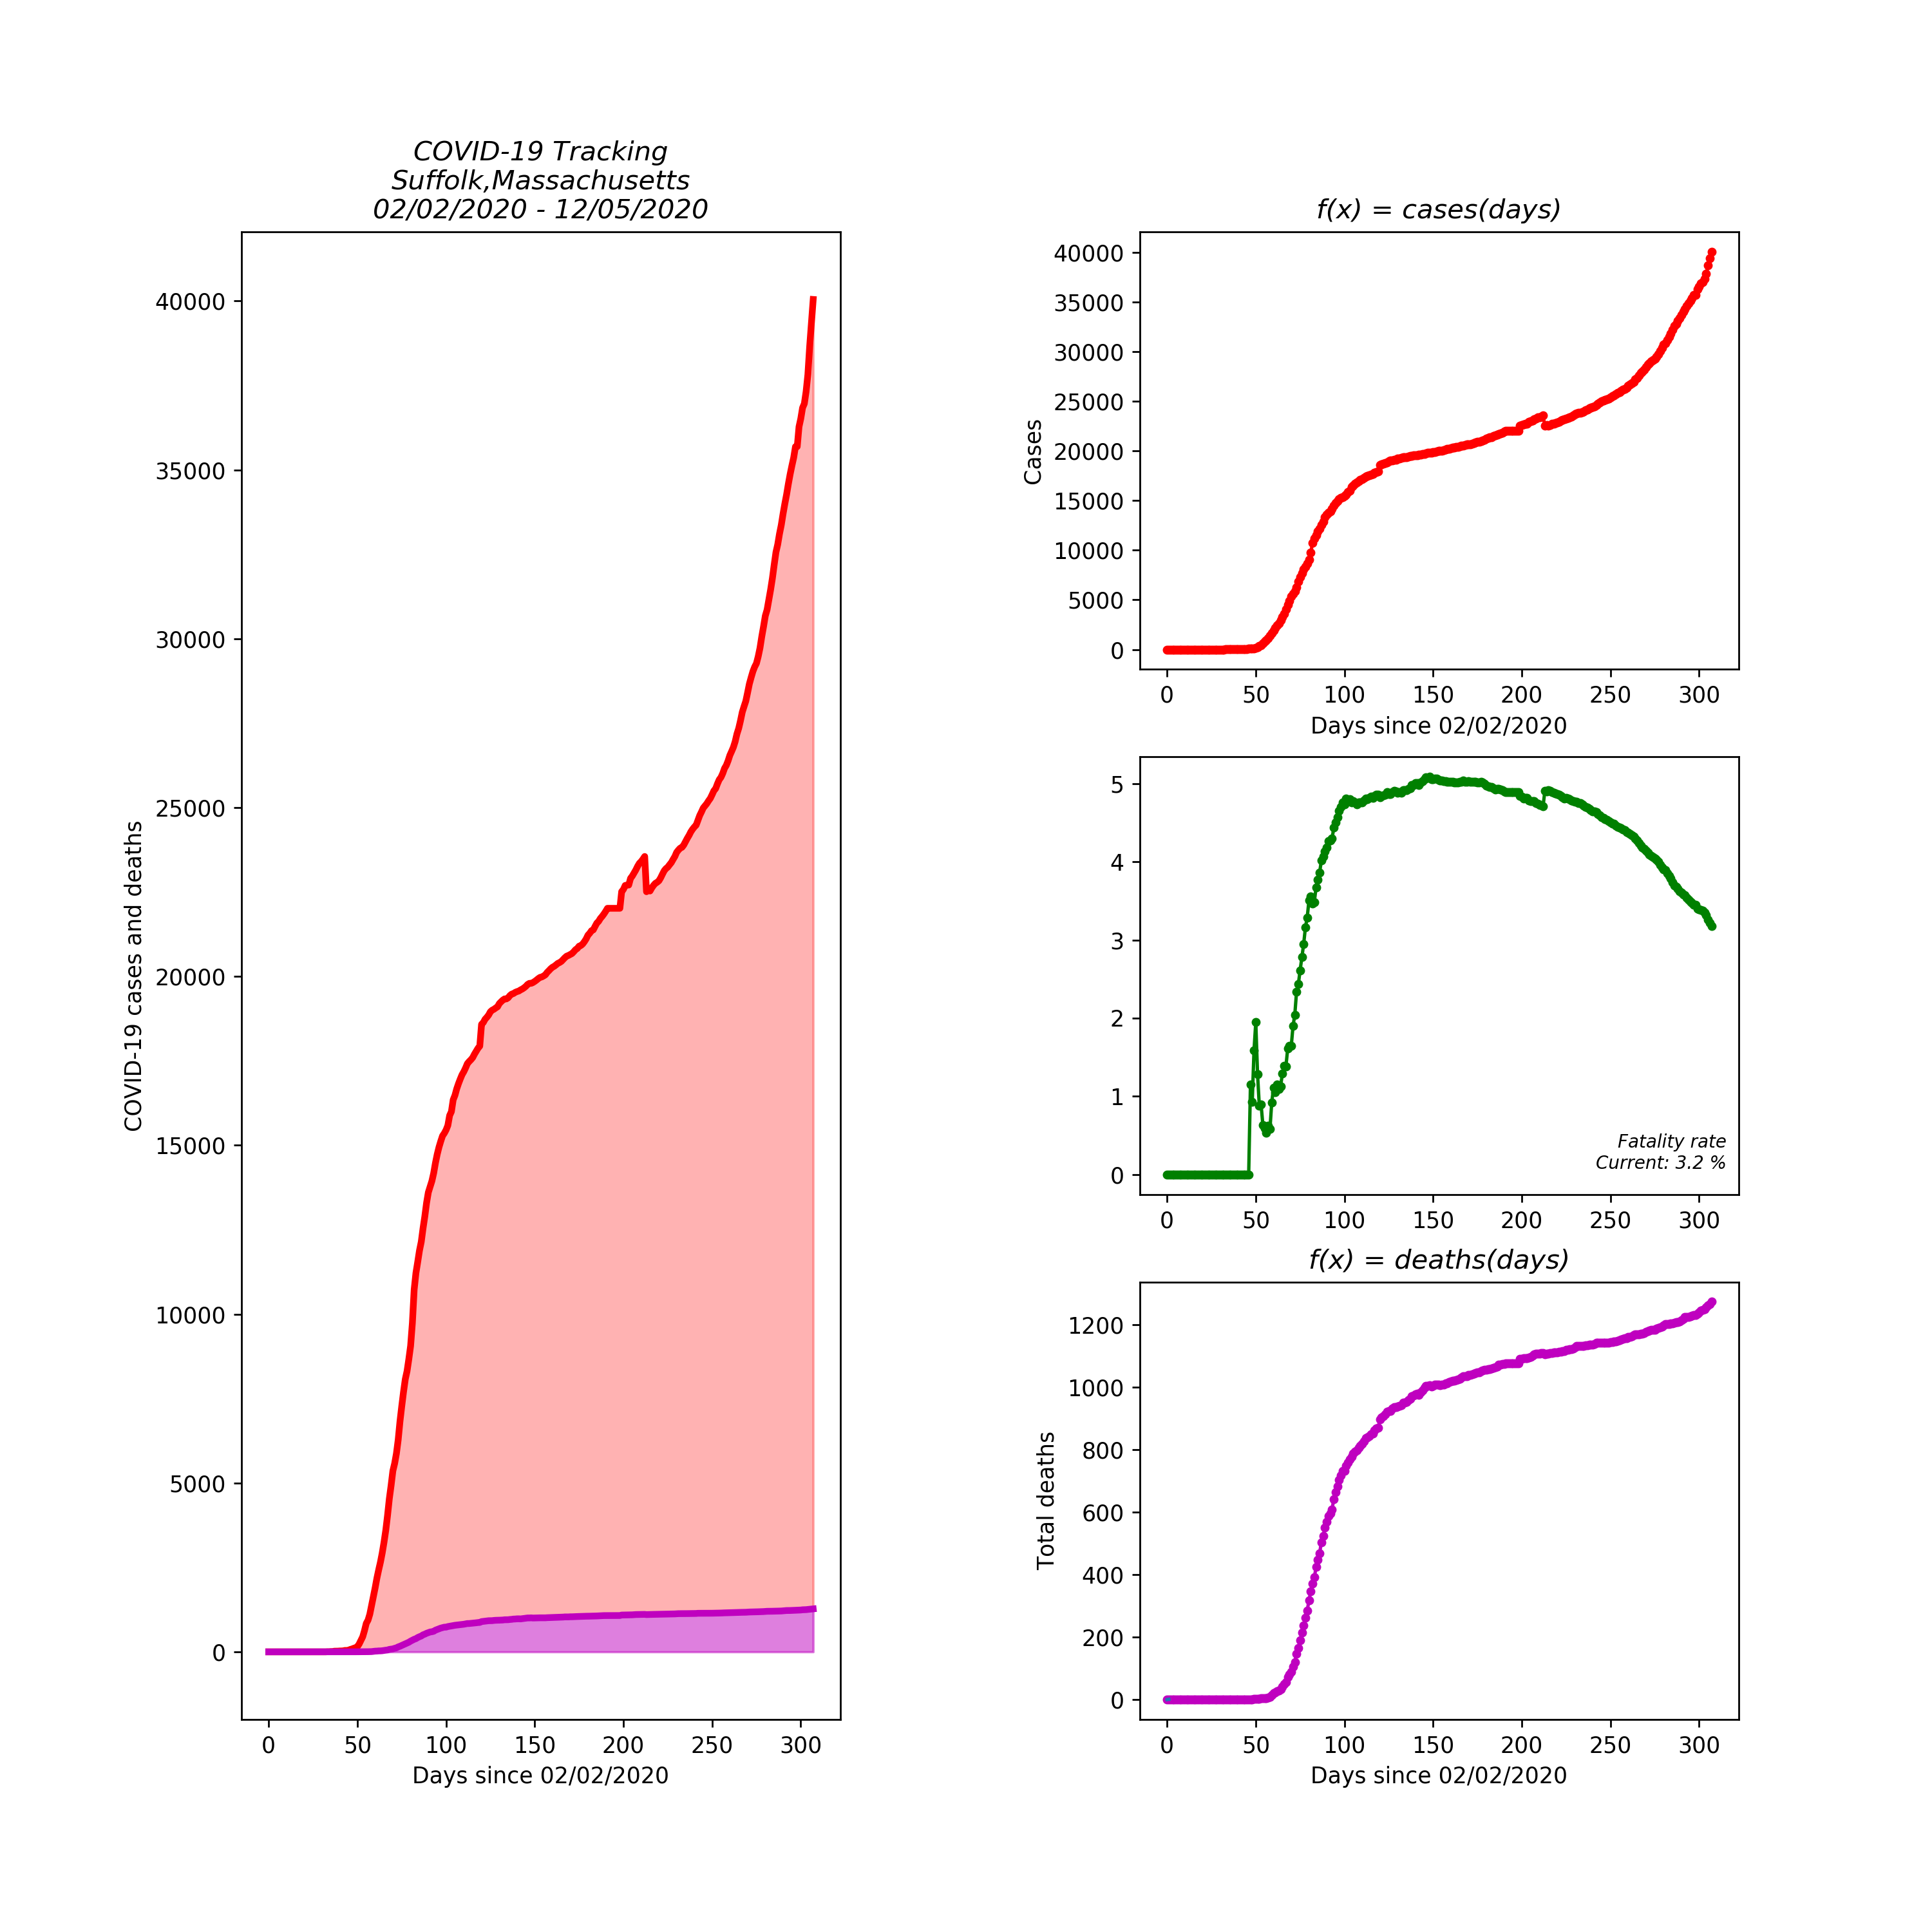 COVID-19 Tracking
Suffolk,Massachusetts
02/02/2020 - 12/05/2020
COVID-19 cases and deaths
40000
35000
30000
25000
20000
15000
10000
5000
0
0 50 100 150 200 250 300
Days since 02/02/2020
f(x) = cases(days)
Cases
40000
35000
30000
25000
20000
15000
10000
5000
0
0 50 100 150 200 250 300
Days since 02/02/2020
5
4
3
2
1
0
Fatality rate
Current: 3.2 %
0 50 100 150 200 250 300
f(x) = deaths(days)
Total deaths
1200
1000
800
600
400
200
0
0 50 100 150 200 250 300
Days since 02/02/2020